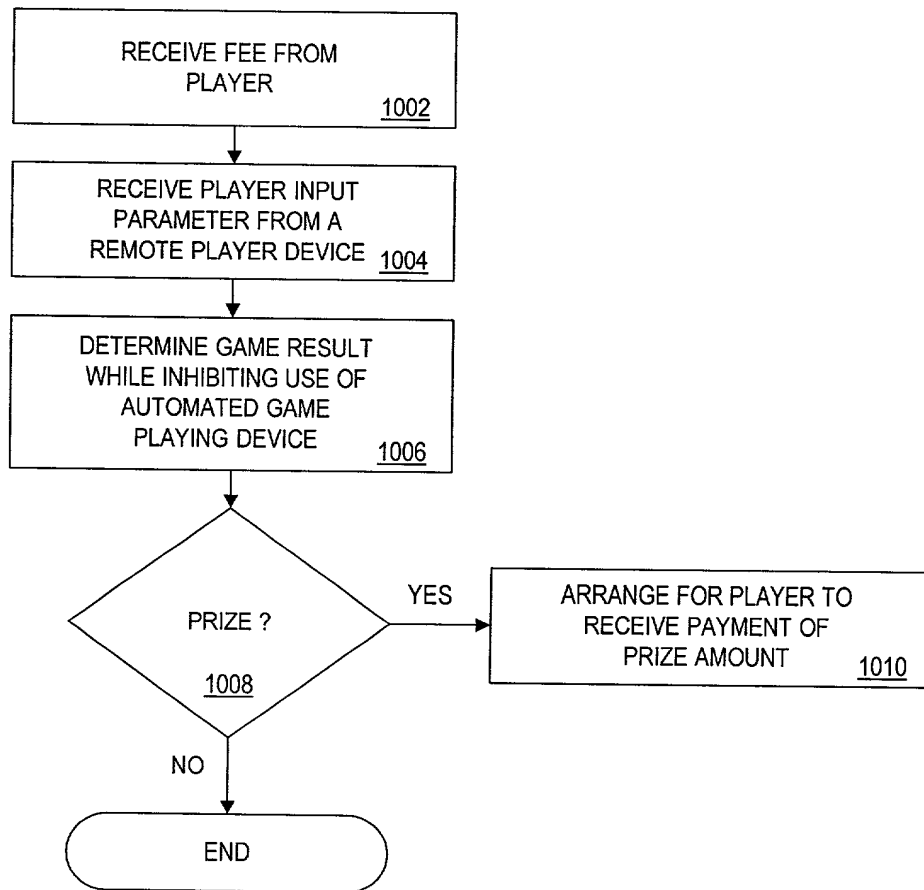 RECEIVE FEE FROM
PLAYER
1002
RECEIVE PLAYER INPUT
PARAMETER FROM A
REMOTE PLAYER DEVICE
1004
DETERMINE GAME RESULT
WHILE INHIBITING USE OF
AUTOMATED GAME
PLAYING DEVICE
1006
PRIZE ?
1008
YES
ARRANGE FOR PLAYER TO
RECEIVE PAYMENT OF
PRIZE AMOUNT
1010
NO
END